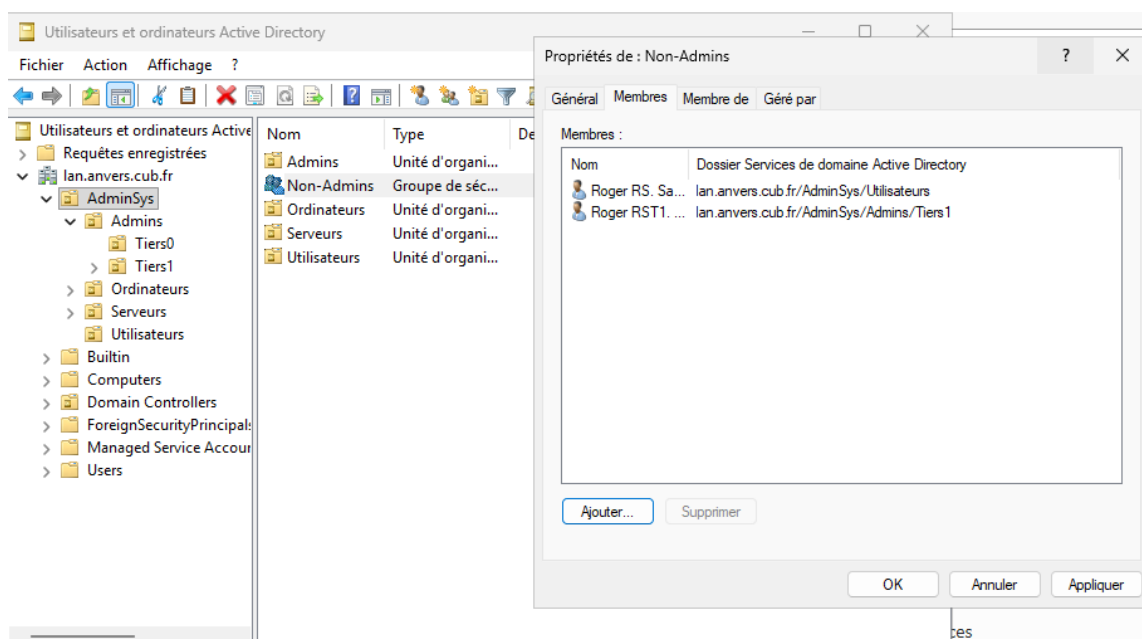 Utilisateurs et ordinateurs Active Directory
Fichier Action Affichage ?
Utilisateurs et ordinateurs Active
Requêtes enregistrées
lan.anvers.cub.fr
AdminSys
Admins
Tiers0
Tiers1
Ordinateurs
Serveurs
Utilisateurs
Builtin
Computers
Domain Controllers
ForeignSecurityPrincipals
Managed Service Accour
Users
Nom Type De
Admins Unité d'organi...
Non-Admins Groupe de séc...
Ordinateurs Unité d'organi...
Serveurs Unité d'organi...
Utilisateurs Unité d'organi...
Propriétés de : Non-Admins ?
Général Membres Membre de Géré par
Membres :
Nom Dossier Services de domaine Active Directory
Roger RS. Sa... lan.anvers.cub.fr/AdminSys/Utilisateurs
Roger RST1. ... lan.anvers.cub.fr/AdminSys/Admins/Tiers1
Ajouter... Supprimer
OK Annuler Appliquer
ces